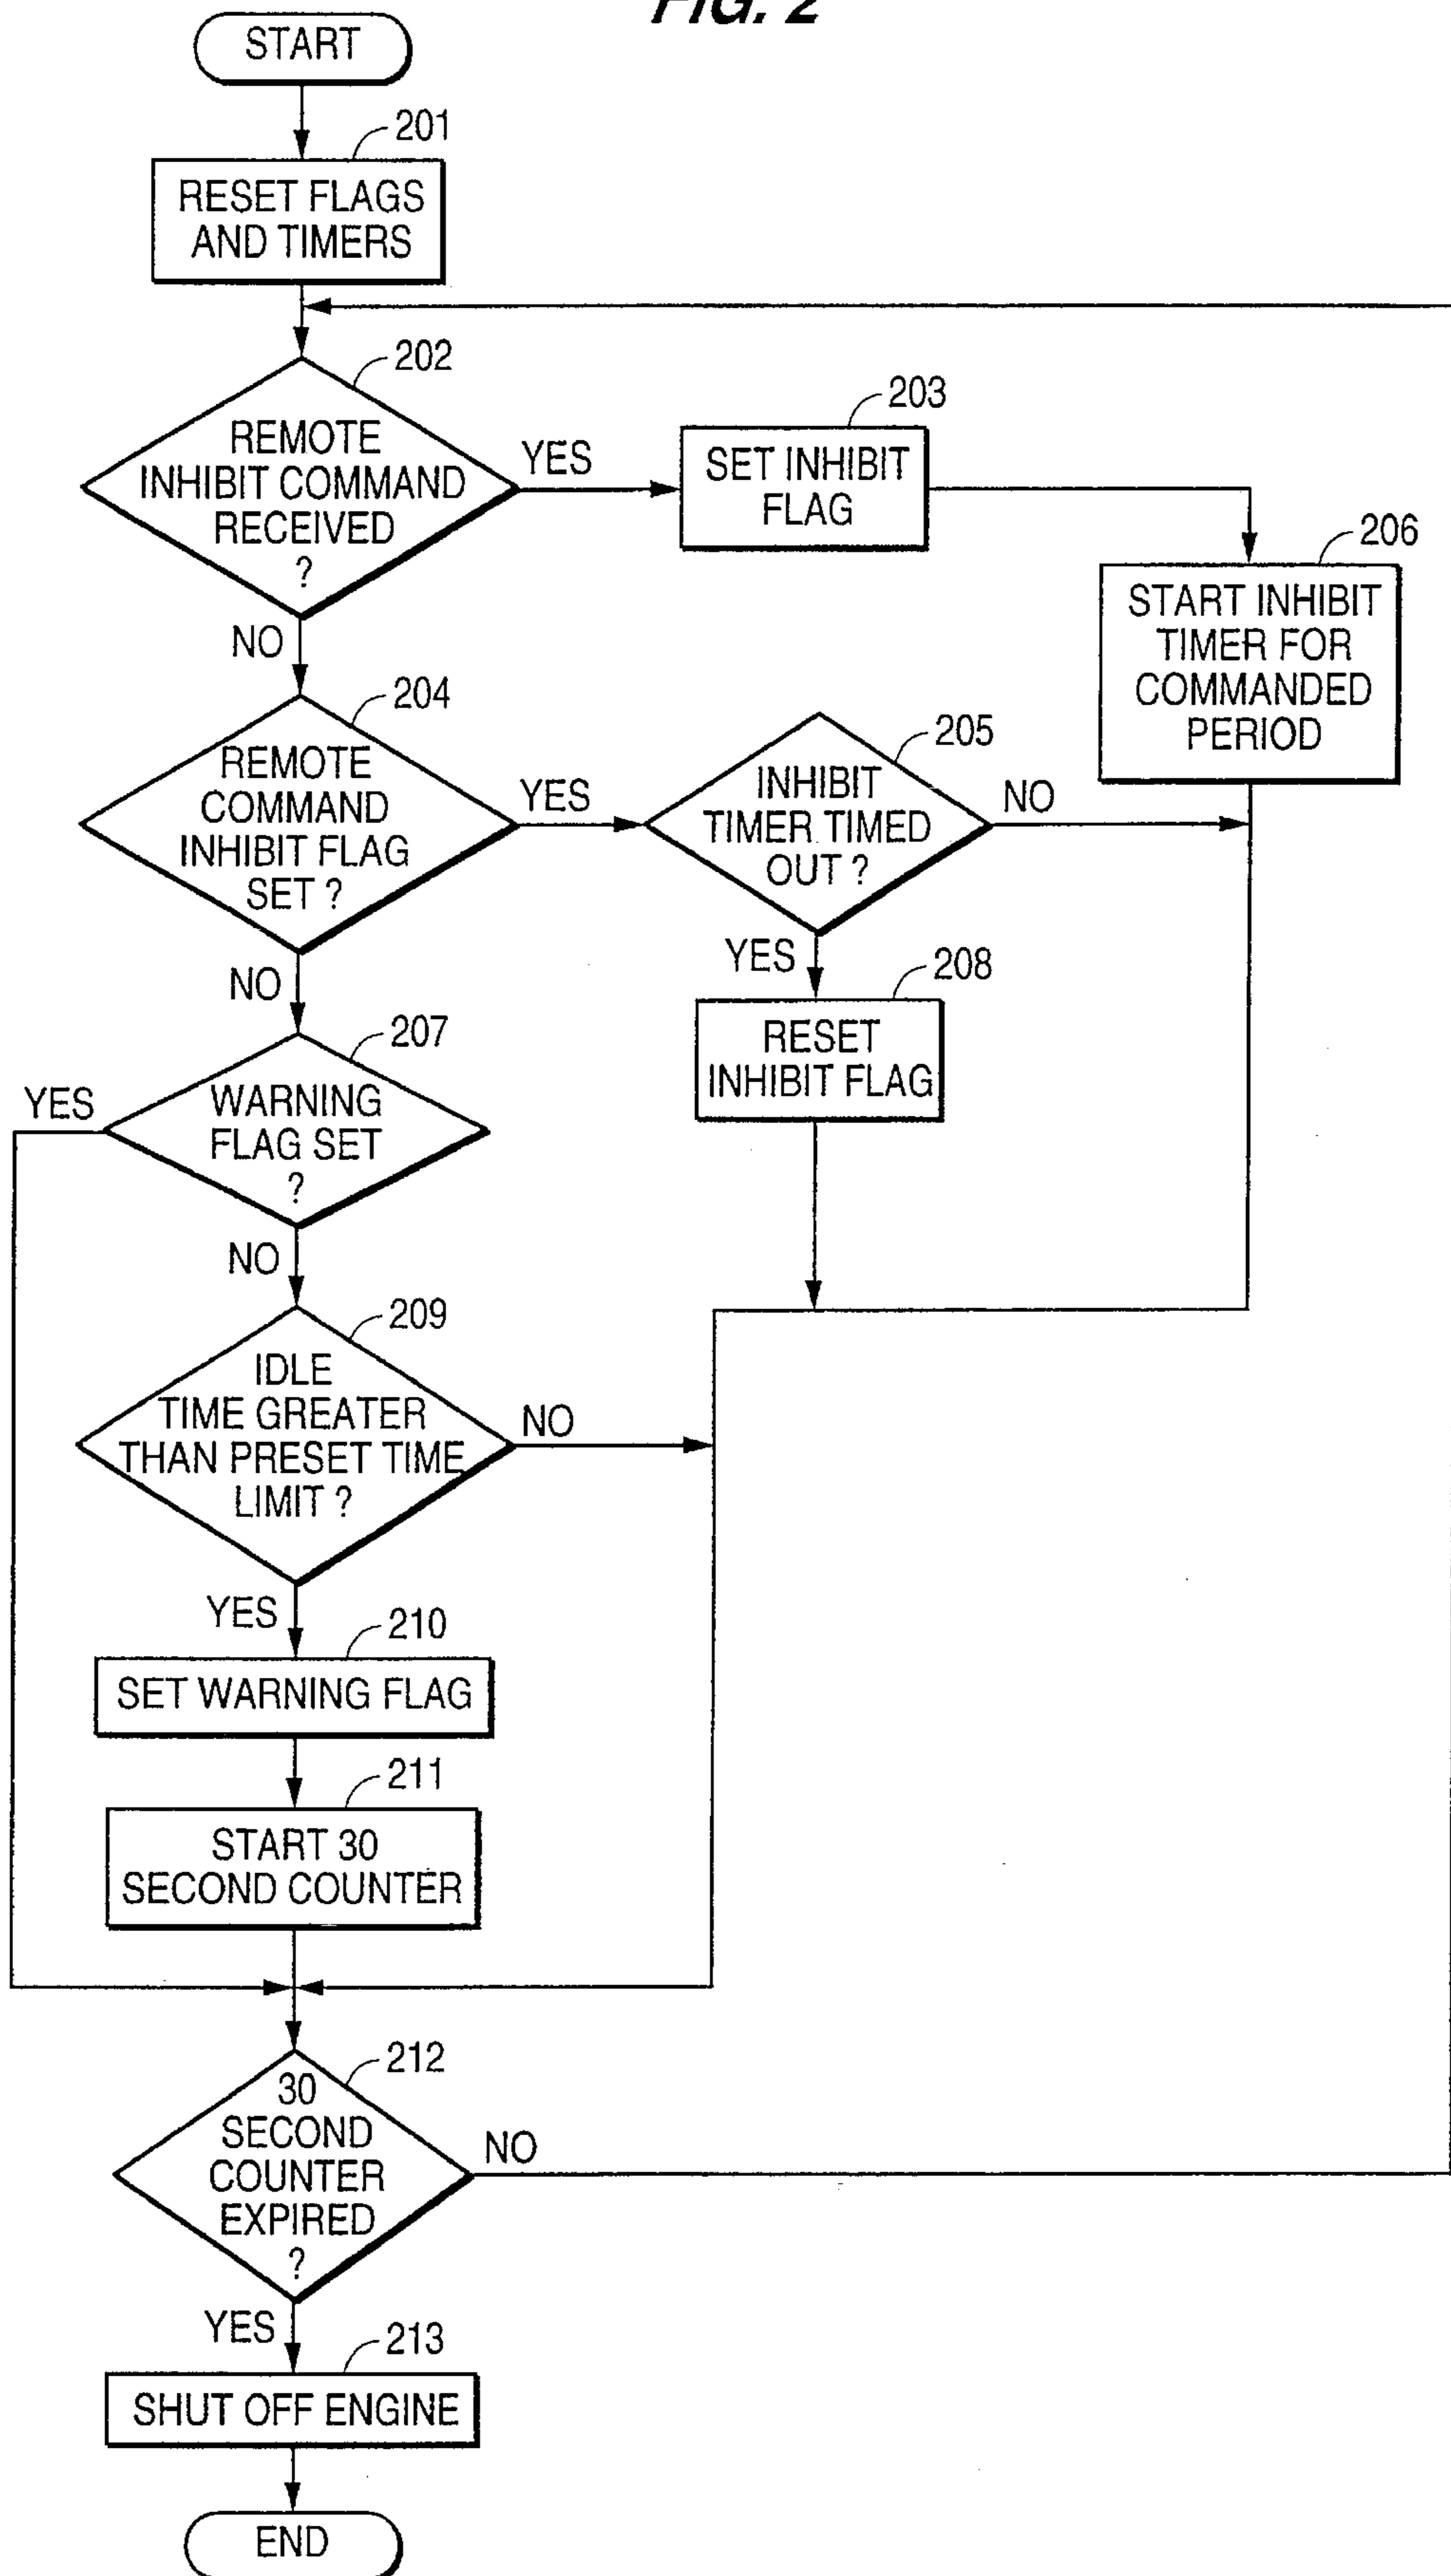 FIG. 2
START
201
RESET FLAGS
AND TIMERS
202
REMOTE
INHIBIT COMMAND
RECEIVED
?
YES
203
SET INHIBIT
FLAG
206
START INHIBIT
TIMER FOR
COMMANDED
PERIOD
NO
204
REMOTE
COMMAND
INHIBIT FLAG
SET ?
YES
205
INHIBIT
TIMER TIMED
OUT ?
NO
YES
208
RESET
INHIBIT FLAG
NO
207
WARNING
FLAG SET
?
YES
NO
209
IDLE
TIME GREATER
THAN PRESET TIME
LIMIT ?
NO
YES
210
SET WARNING FLAG
211
START 30
SECOND COUNTER
212
30
SECOND
COUNTER
EXPIRED
?
NO
YES
213
SHUT OFF ENGINE
END